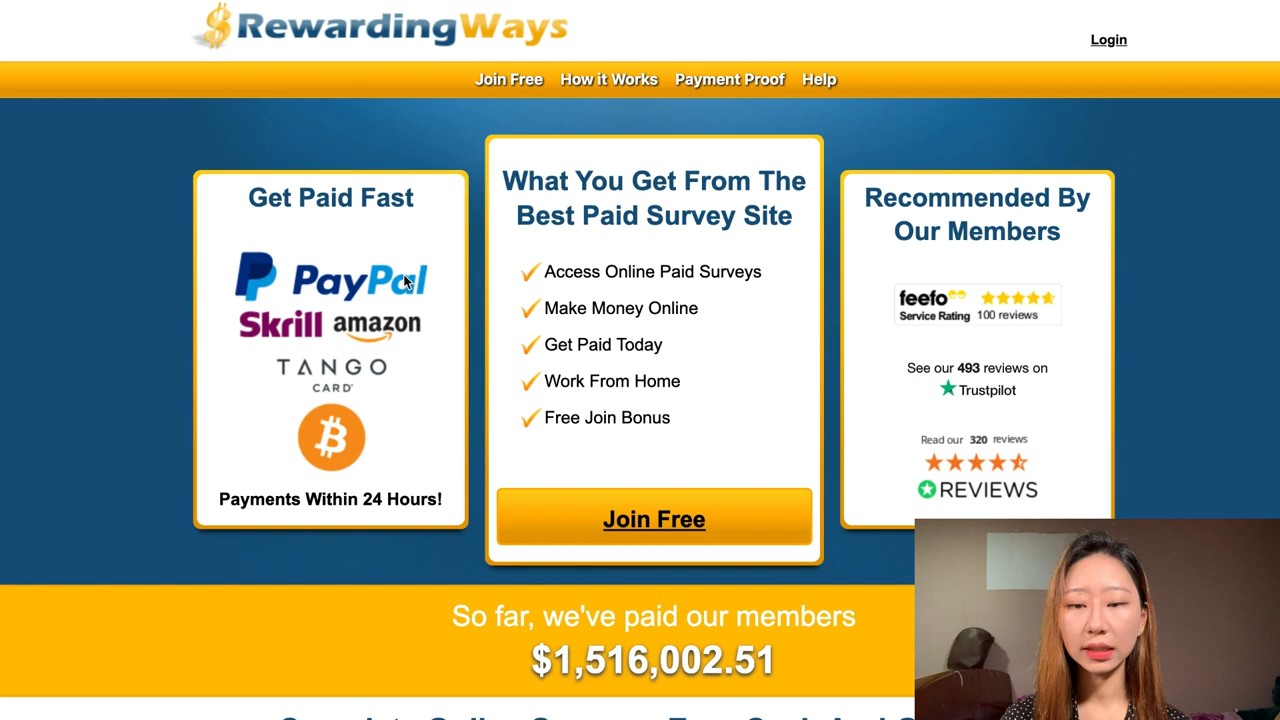 RewardingWays
Login
Join Free How it Works Payment Proof Help
Get Paid Fast
PayPal
Skrill amazon
TANGO
CARD
Payments Within 24 Hours!
What You Get From The
Best Paid Survey Site
Access Online Paid Surveys
Make Money Online
Get Paid Today
Work From Home
Free Join Bonus
Join Free
Recommended By
Our Members
feefo
Service Rating 100 reviews
See our 493 reviews on
Trustpilot
Read our 320 reviews
REVIEWS
So far, we've paid our members
$1,516,002.51